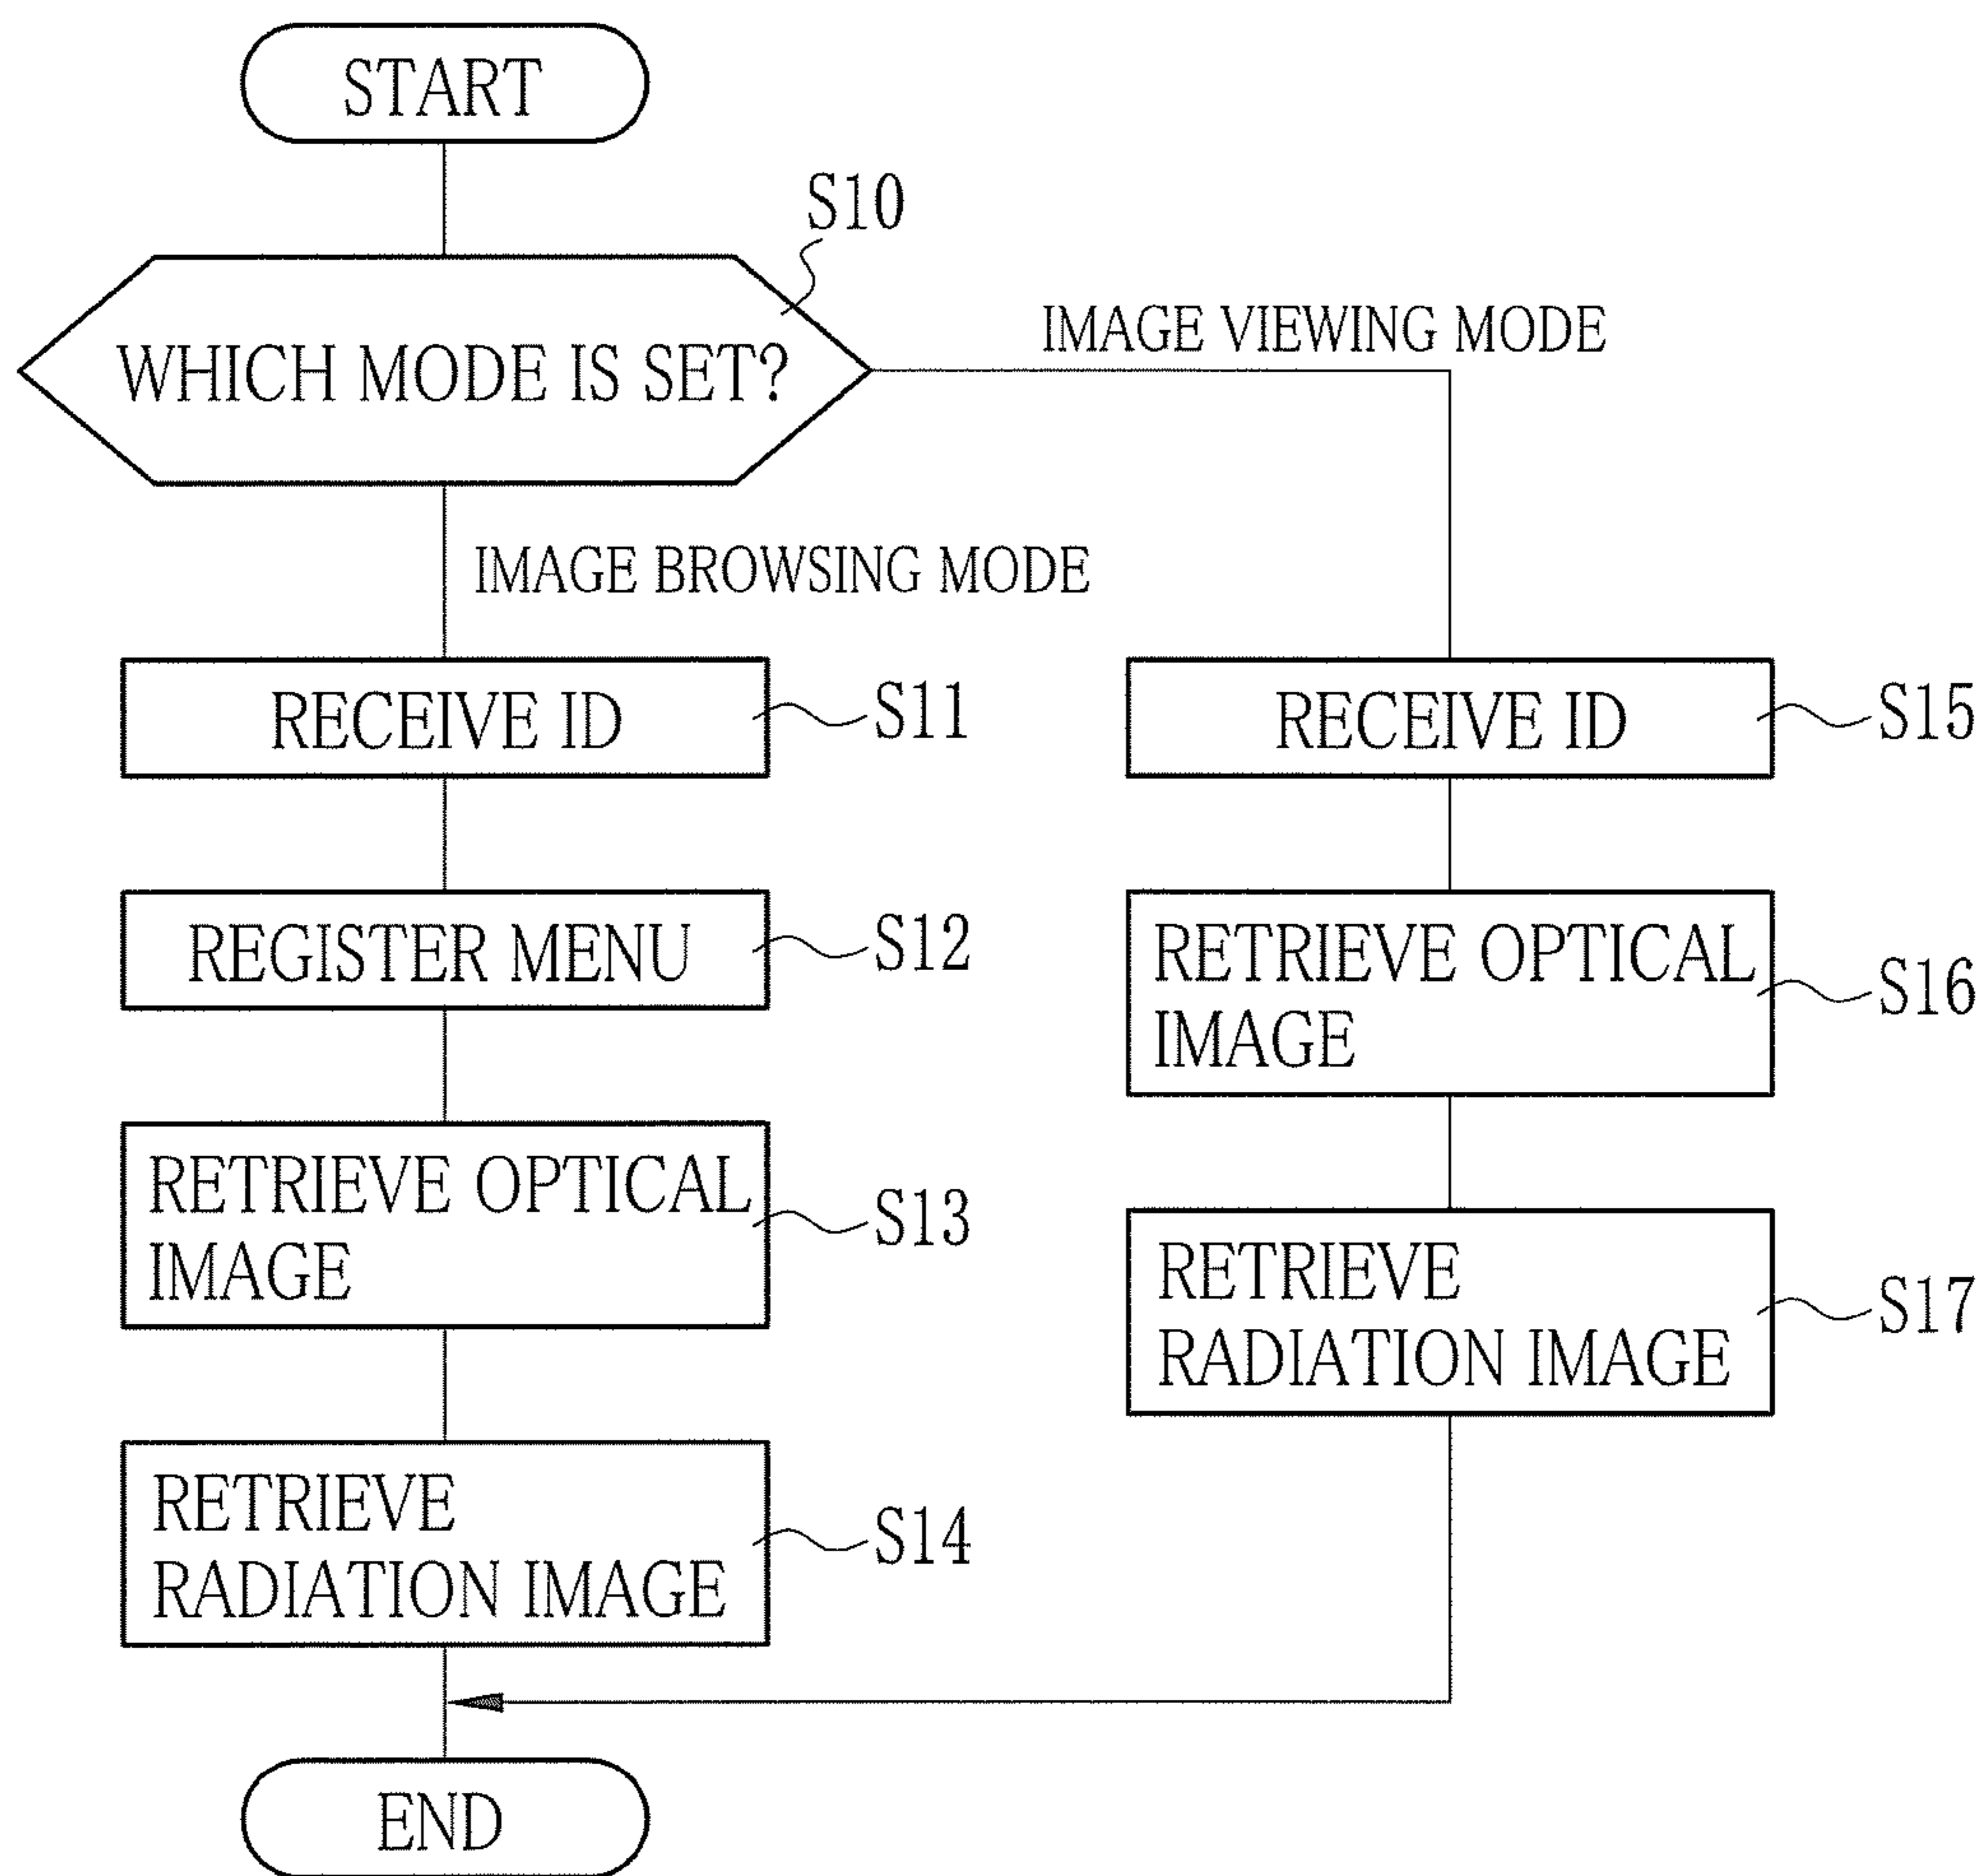 START
S10
WHICH MODE IS SET?
IMAGE VIEWING MODE
IMAGE BROWSING MODE
RECEIVE ID
S11
REGISTER MENU
S12
RETRIEVE OPTICAL
IMAGE
S13
RETRIEVE
RADIATION IMAGE
S14
RECEIVE ID
S15
RETRIEVE OPTICAL
IMAGE
S16
RETRIEVE
RADIATION IMAGE
S17
END